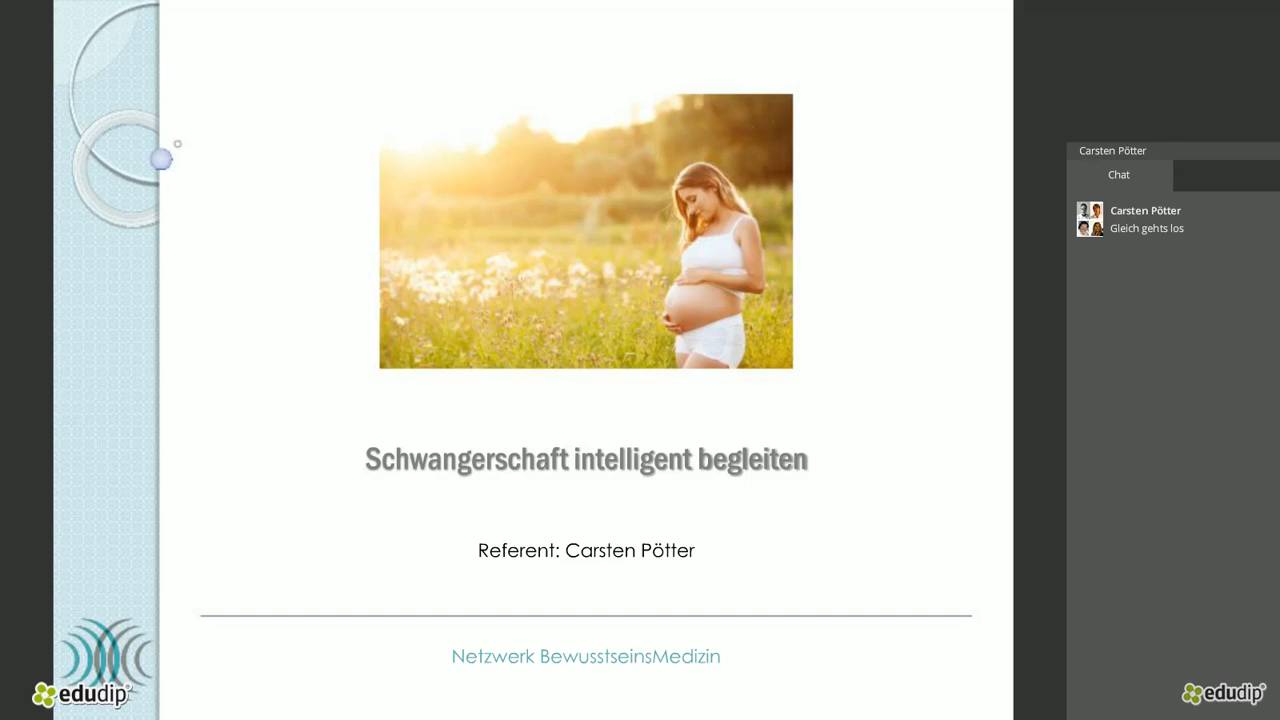 Schwangerschaft intelligent begleiten
Referent: Carsten Pötter
Netzwerk BewusstseinsMedizin
edudip
Carsten Pötter
Chat
Carsten Pötter
Gleich gehts los
edudip